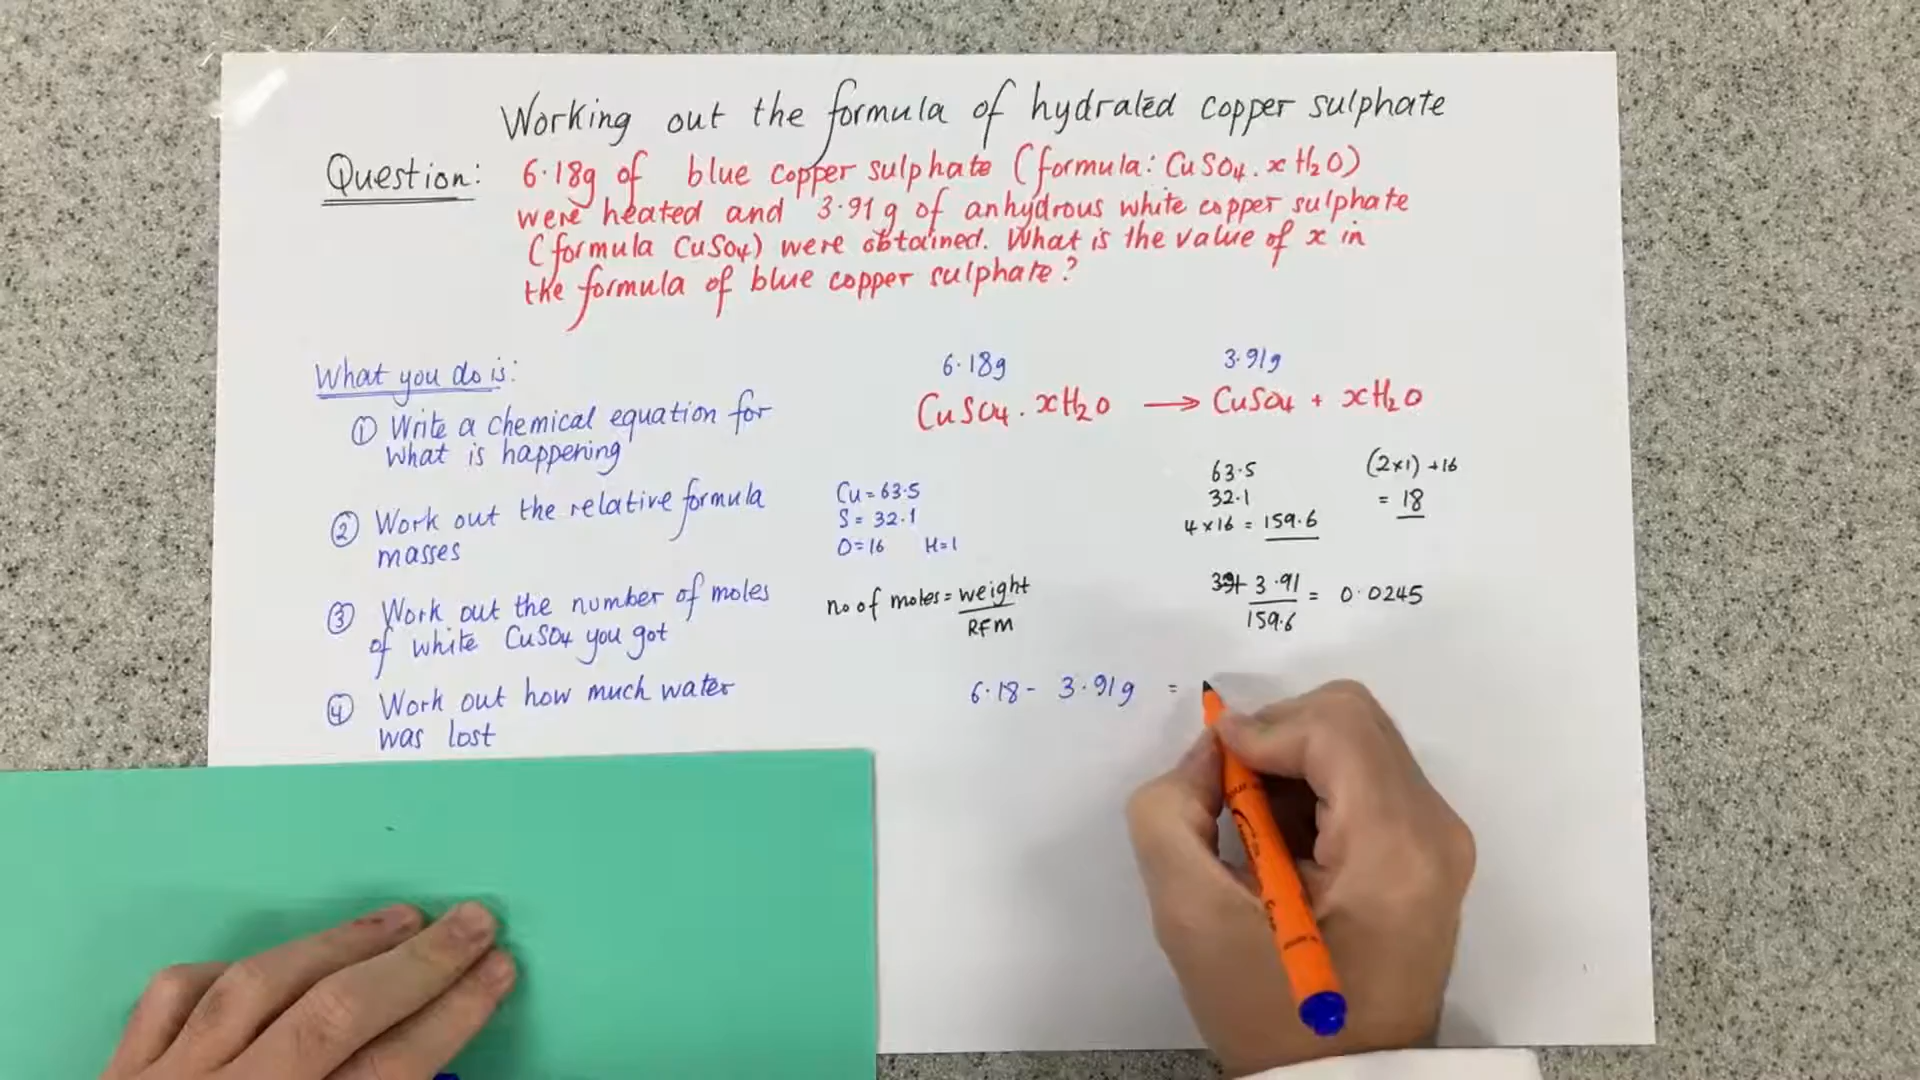 Working out the formula of hydrated copper sulphate
Question: 6.18g of blue copper sulphate (formula: CuSO4.xH2O)
were heated and 3.91g of anhydrous white copper sulphate
(formula CuSO4) were obtained. What is the value of x in
the formula of blue copper sulphate?
What you do is:
① Write a chemical equation for
what is happening
② Work out the relative formula
masses
③ Work out the number of moles
of white CuSO4 you got
④ Work out how much water
was lost
6.18g 3.91g
CuSO4.xH2O → CuSO4 + xH2O
Cu = 63.5
S = 32.1
O=16 H=1
63.5
32.1
4×16 = 159.6
(2×1) +16
= 18
no of moles = weight
RFM
391 3.91 = 0.0245
159.6
6.18 - 3.91g =